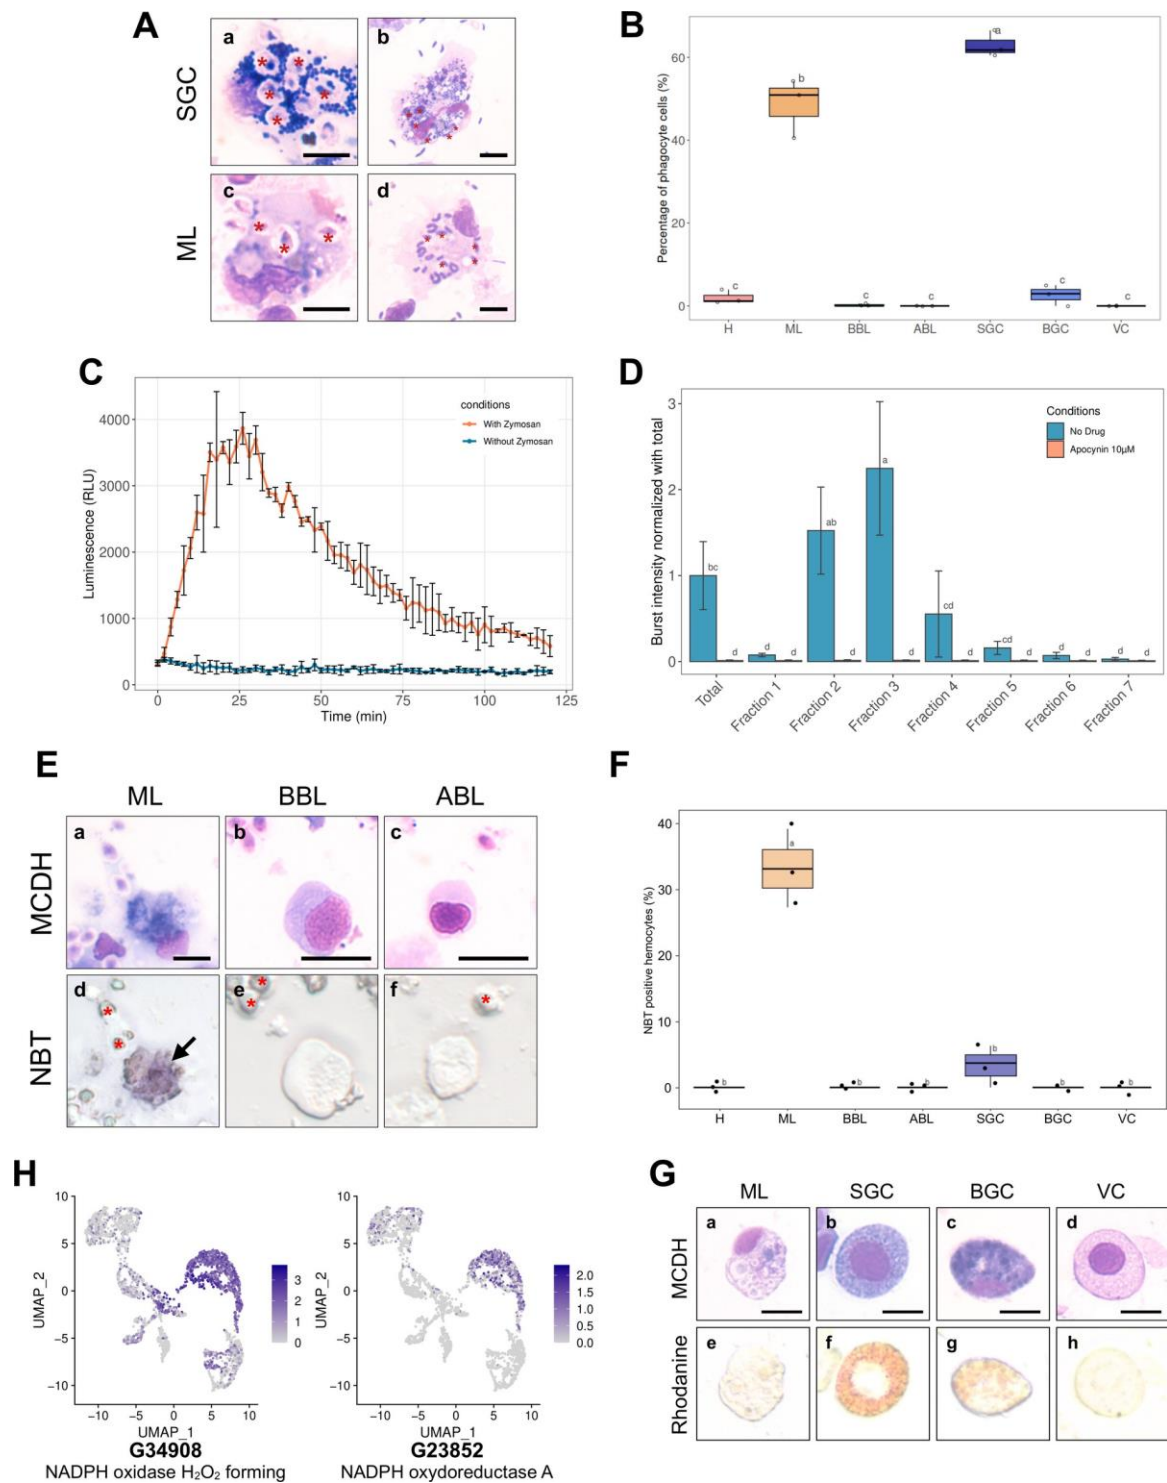 A
a
b
SGC
c
d
ML
B
Percentage of phagocyte cells (%)
60
40
20
0
c
b
c
c
a
c
c
H ML BBL ABL SGC BGC VC
C
Luminescence (RLU)
4000
3000
2000
1000
0
conditions
With Zymosan
Without Zymosan
0 25 50 75 100 125
Time (min)
D
Burst intensity normalized with total
3
2
1
0
Conditions
No Drug
Apocynin 10µM
bc d d d ab d a d cd d cd d d d d d
Total Fraction 1 Fraction 2 Fraction 3 Fraction 4 Fraction 5 Fraction 6 Fraction 7
E
ML BBL ABL
MCDH
a b c
NBT
d e f
F
NBT positive hemocytes (%)
40
30
20
10
0
b a b b b b b
H ML BBL ABL SGC BGC VC
H
UMAP_2
10
5
0
−5
−10
3
2
1
0
−10 −5 0 5 10
UMAP_1
G34908
NADPH oxidase H₂O₂ forming
UMAP_2
10
5
0
−5
−10
2.0
1.5
1.0
0.5
0.0
−10 −5 0 5 10
UMAP_1
G23852
NADPH oxydoreductase A
G
ML SGC BGC VC
MCDH
a b c d
Rhodanine
e f g h